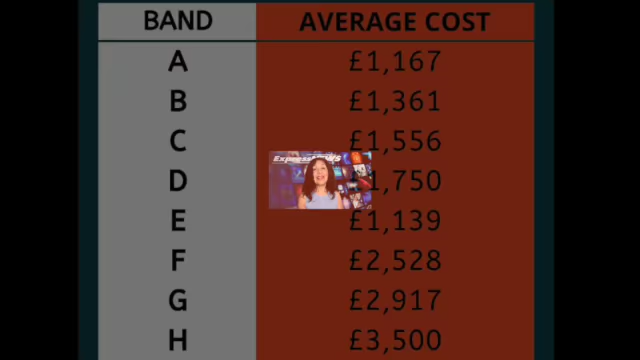 BAND AVERAGE COST
A £1,167
B £1,361
C £1,556
ExpressNEWS
D £1,750
E £1,139
F £2,528
G £2,917
H £3,500